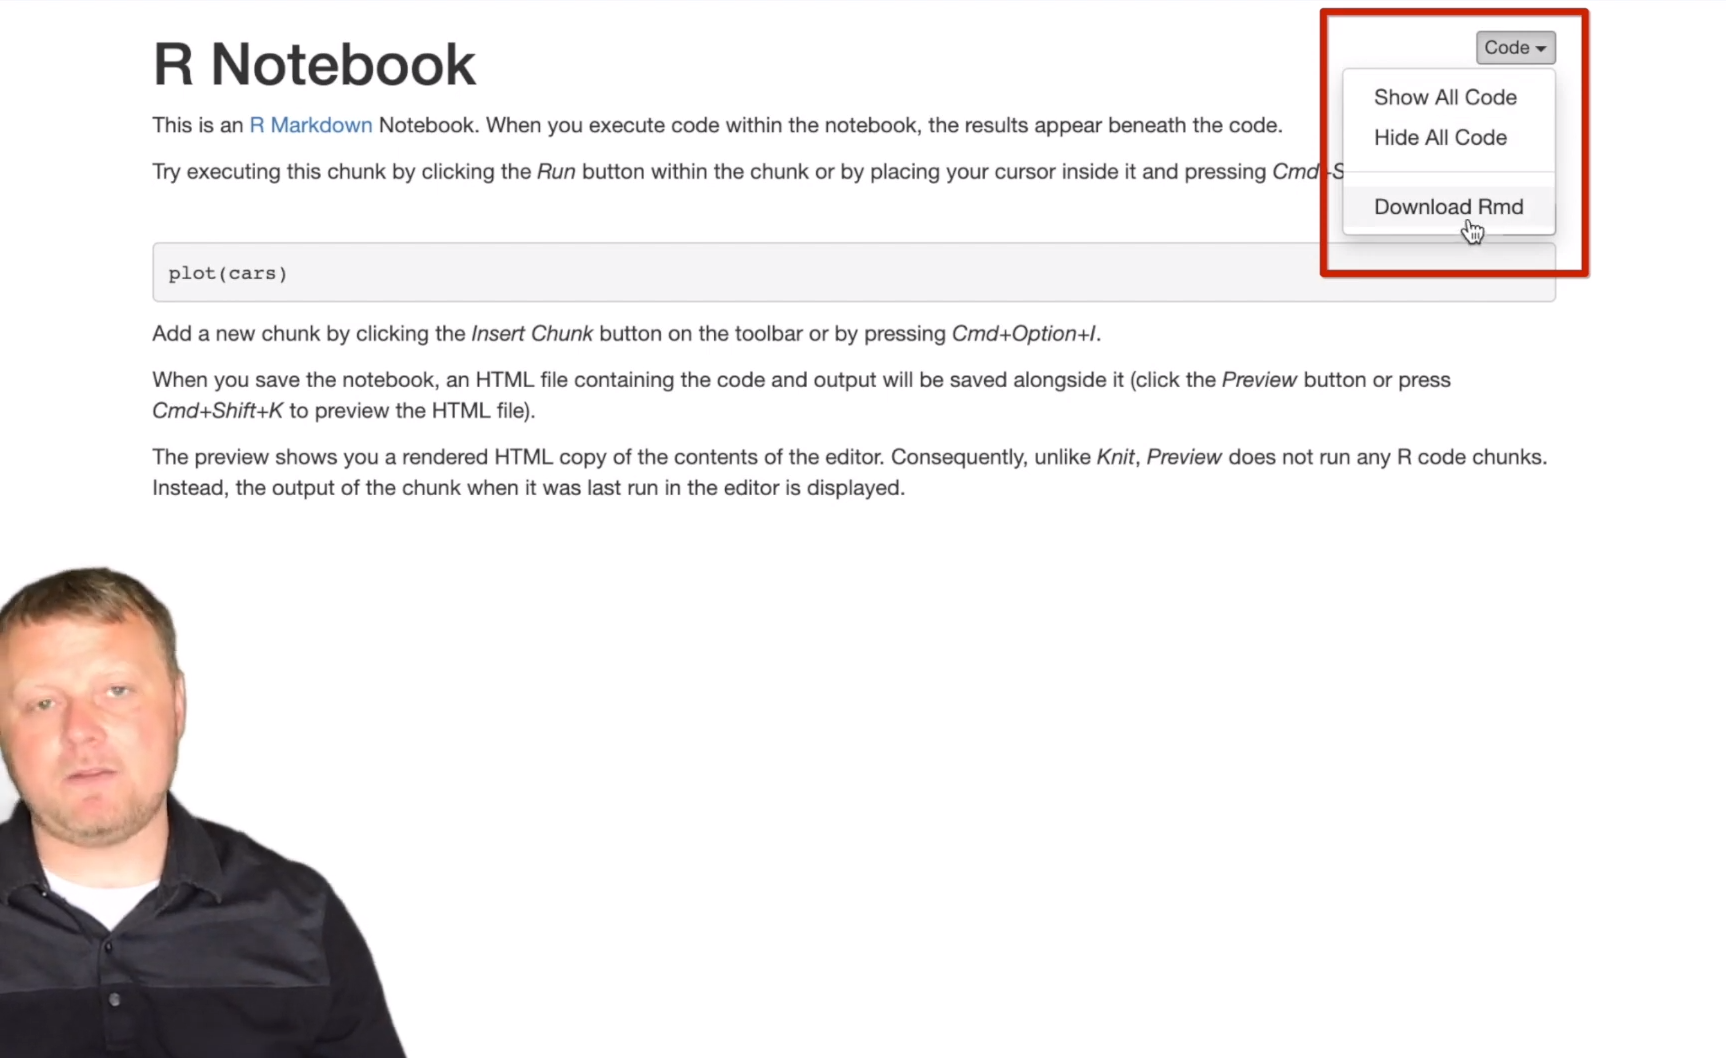 R Notebook
Code
Show All Code
Hide All Code
Download Rmd
This is an R Markdown Notebook. When you execute code within the notebook, the results appear beneath the code.
Try executing this chunk by clicking the Run button within the chunk or by placing your cursor inside it and pressing Cmd+S
plot(cars)
Add a new chunk by clicking the Insert Chunk button on the toolbar or by pressing Cmd+Option+I.
When you save the notebook, an HTML file containing the code and output will be saved alongside it (click the Preview button or press
Cmd+Shift+K to preview the HTML file).
The preview shows you a rendered HTML copy of the contents of the editor. Consequently, unlike Knit, Preview does not run any R code chunks.
Instead, the output of the chunk when it was last run in the editor is displayed.